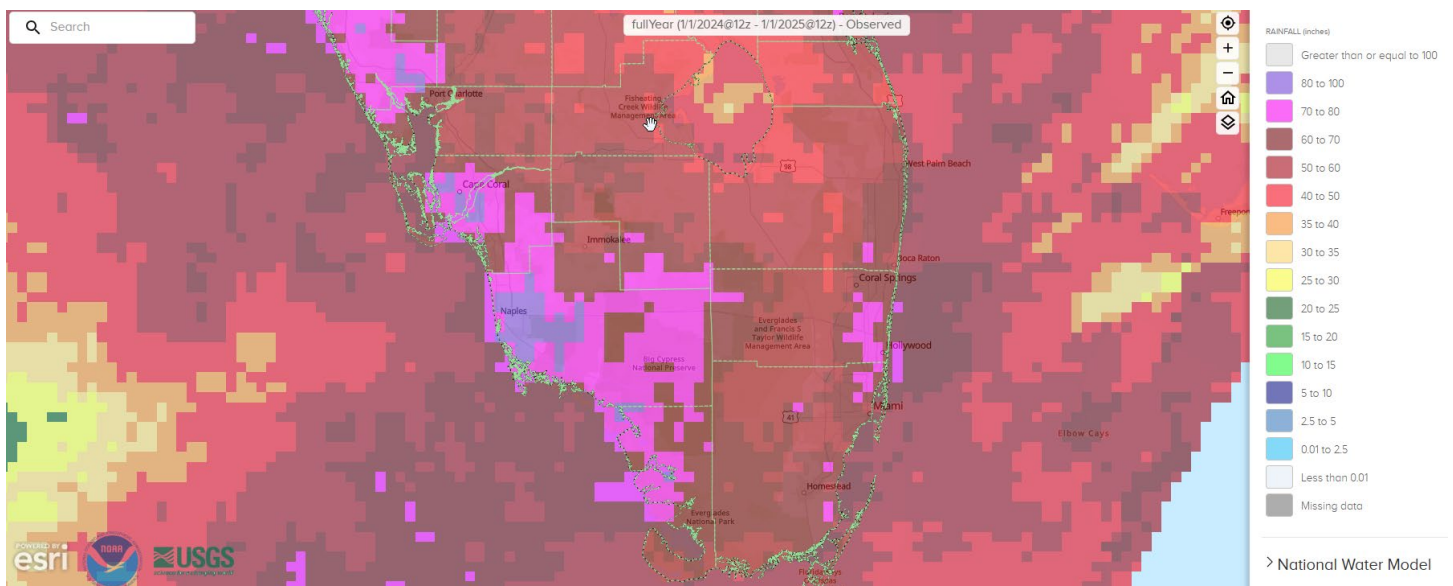 Search
fullYear (1/1/2024@12z - 1/1/2025@12z) - Observed
Port Charlotte
Fisheating
Creek Wildlife
Management Area
98
West Palm Beach
Cape Coral
Immokalee
Boca Raton
Coral Springs
Naples
Everglades
and Francis S
Taylor Wildlife
Management Area
Hollywood
Big Cypress
National Preserve
41
Miami
Elbow Cays
Homestead
Everglades
National Park
POWERED BY
esri
NOAA
USGS
RAINFALL (inches)
Greater than or equal to 100
80 to 100
70 to 80
60 to 70
50 to 60
40 to 50
35 to 40
30 to 35
25 to 30
20 to 25
15 to 20
10 to 15
5 to 10
2.5 to 5
0.01 to 2.5
Less than 0.01
Missing data
> National Water Model